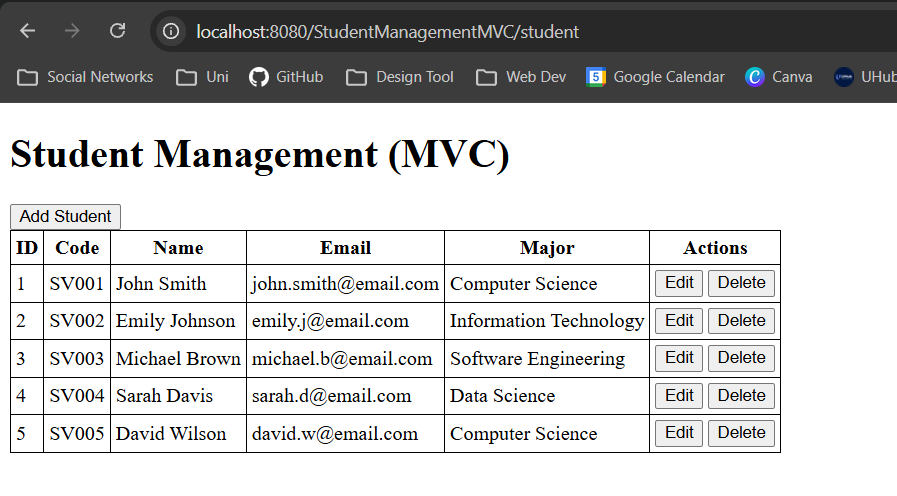 localhost:8080/StudentManagementMVC/student
Social Networks Uni GitHub Design Tool Web Dev 5 Google Calendar C Canva UHub
Student Management (MVC)
Add Student
ID Code Name Email Major Actions
1 SV001 John Smith john.smith@email.com Computer Science Edit Delete
2 SV002 Emily Johnson emily.j@email.com Information Technology Edit Delete
3 SV003 Michael Brown michael.b@email.com Software Engineering Edit Delete
4 SV004 Sarah Davis sarah.d@email.com Data Science Edit Delete
5 SV005 David Wilson david.w@email.com Computer Science Edit Delete